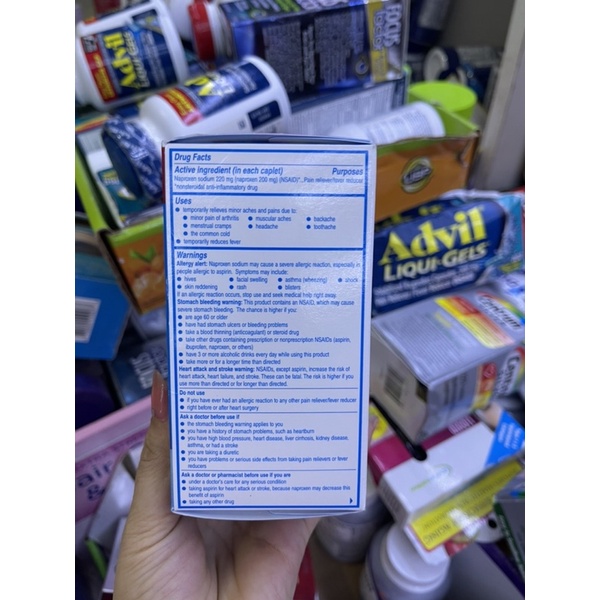 Advil
LIQUI-GELS
Advil
FOCUS
Drug Facts
Active ingredient (in each caplet) Purposes
Naproxen sodium 220 mg (naproxen 200 mg) (NSAID)*..Pain reliever/fever reducer
*nonsteroidal anti-inflammatory drug
Uses
● temporarily relieves minor aches and pains due to:
● minor pain of arthritis ● muscular aches ● backache
● menstrual cramps ● headache ● toothache
● the common cold
● temporarily reduces fever
Warnings
Allergy alert: Naproxen sodium may cause a severe allergic reaction, especially in
people allergic to aspirin. Symptoms may include:
● hives ● facial swelling ● asthma (wheezing) ● shock
● skin reddening ● rash ● blisters
If an allergic reaction occurs, stop use and seek medical help right away.
Stomach bleeding warning: This product contains an NSAID, which may cause
severe stomach bleeding. The chance is higher if you:
● are age 60 or older
● have had stomach ulcers or bleeding problems
● take a blood thinning (anticoagulant) or steroid drug
● take other drugs containing prescription or nonprescription NSAIDs (aspirin,
ibuprofen, naproxen, or others)
● have 3 or more alcoholic drinks every day while using this product
● take more or for a longer time than directed
Heart attack and stroke warning: NSAIDs, except aspirin, increase the risk of
heart attack, heart failure, and stroke. These can be fatal. The risk is higher if you
use more than directed or for longer than directed.
Do not use
● if you have ever had an allergic reaction to any other pain reliever/fever reducer
● right before or after heart surgery
Ask a doctor before use if
● the stomach bleeding warning applies to you
● you have a history of stomach problems, such as heartburn
● you have high blood pressure, heart disease, liver cirrhosis, kidney disease,
asthma, or had a stroke
● you are taking a diuretic
● you have problems or serious side effects from taking pain relievers or fever
reducers
Ask a doctor or pharmacist before use if you are
● under a doctor's care for any serious condition
● taking aspirin for heart attack or stroke, because naproxen may decrease this
benefit of aspirin
● taking any other drug
Advil
LIQUI-GELS
Centrum